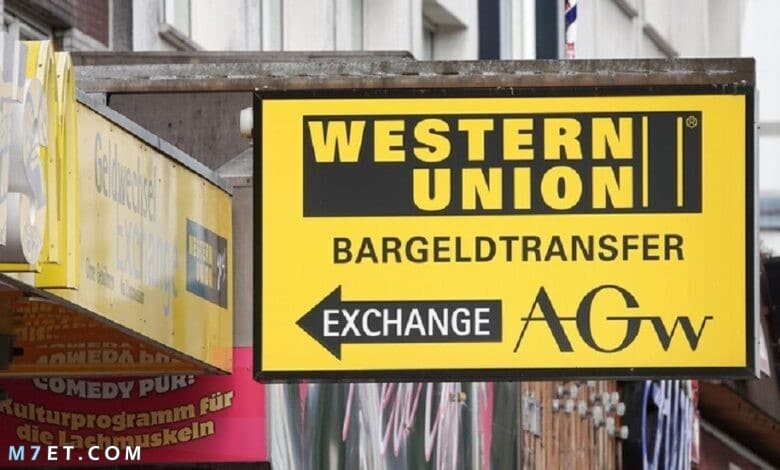 WESTERN
UNION
®
BARGELDTRANSFER
EXCHANGE AGW
Geldwechsel
Exchange
WESTERN
UNION
COMEDY PUR!
Kulturprogramm für
die Lachmuskeln
M7ET.COM